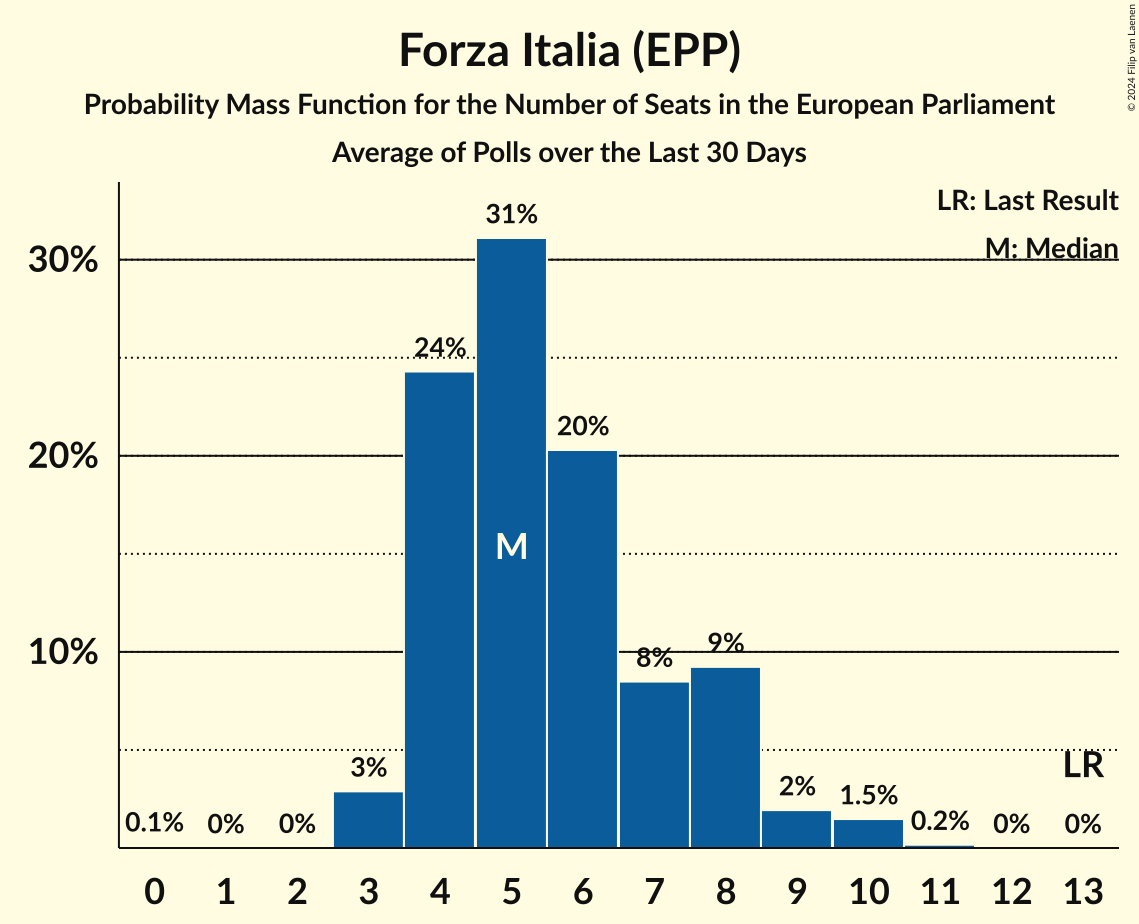 Forza Italia (EPP)
Probability Mass Function for the Number of Seats in the European Parliament
Average of Polls over the Last 30 Days
© 2024 Filip van Laenen
LR: Last Result
M: Median
30%
20%
10%
0.1% 0% 0% 3% 24% 31% 20% 8% 9% 2% 1.5% 0.2% 0% 0%
M
LR
0 1 2 3 4 5 6 7 8 9 10 11 12 13